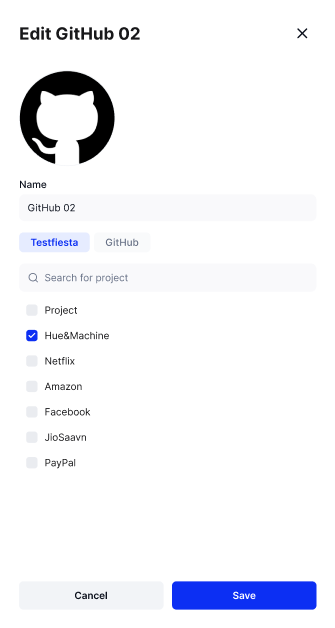 Edit GitHub 02
Name
GitHub 02
Testfiesta GitHub
Search for project
Project
Hue&Machine
Netflix
Amazon
Facebook
JioSaavn
PayPal
Cancel Save